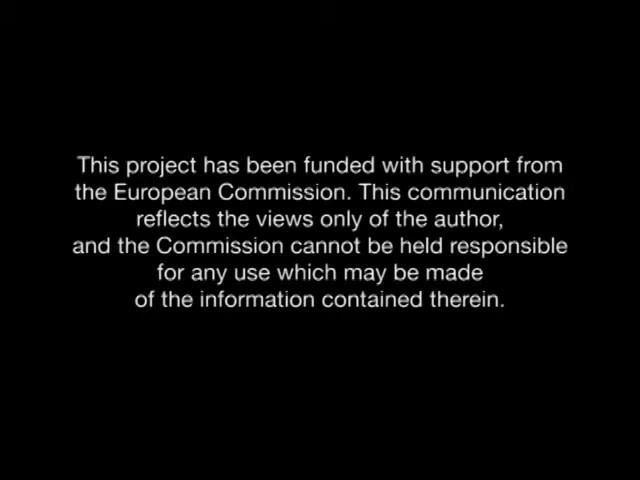 This project has been funded with support from
the European Commission. This communication
reflects the views only of the author,
and the Commission cannot be held responsible
for any use which may be made
of the information contained therein.